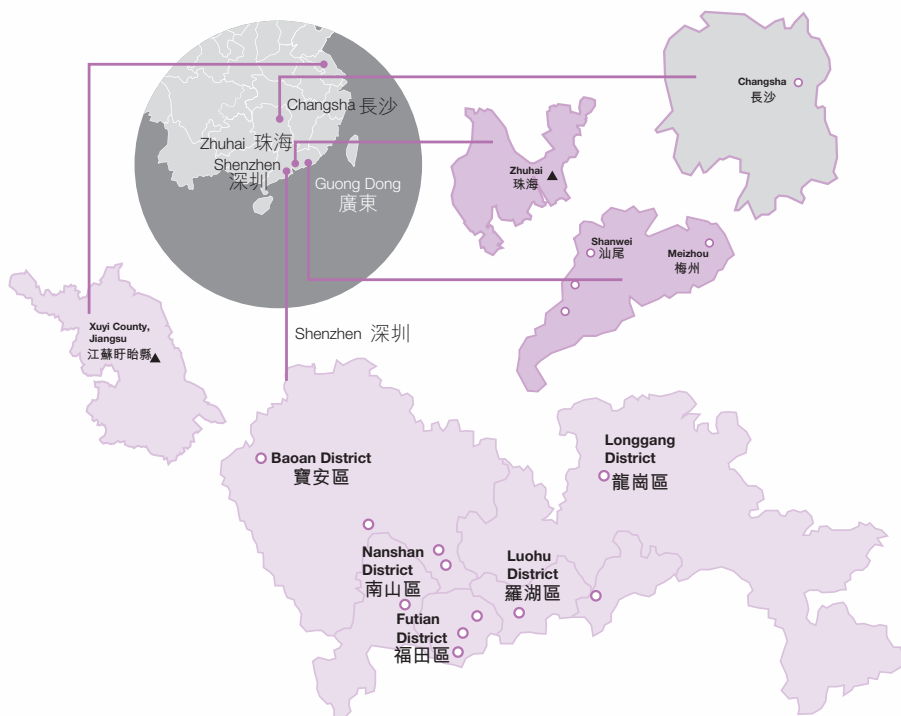 Changsha 長沙
Zhuhai 珠海
Shenzhen
深圳
Guong Dong
廣東
Changsha
長沙
Zhuhai
珠海
Shanwei
汕尾
Meizhou
梅州
Xuyi County,
Jiangsu
江蘇盱眙縣
Shenzhen 深圳
Baoan District
寶安區
Longgang
District
龍崗區
Nanshan
District
南山區
Luohu
District
羅湖區
Futian
District
福田區